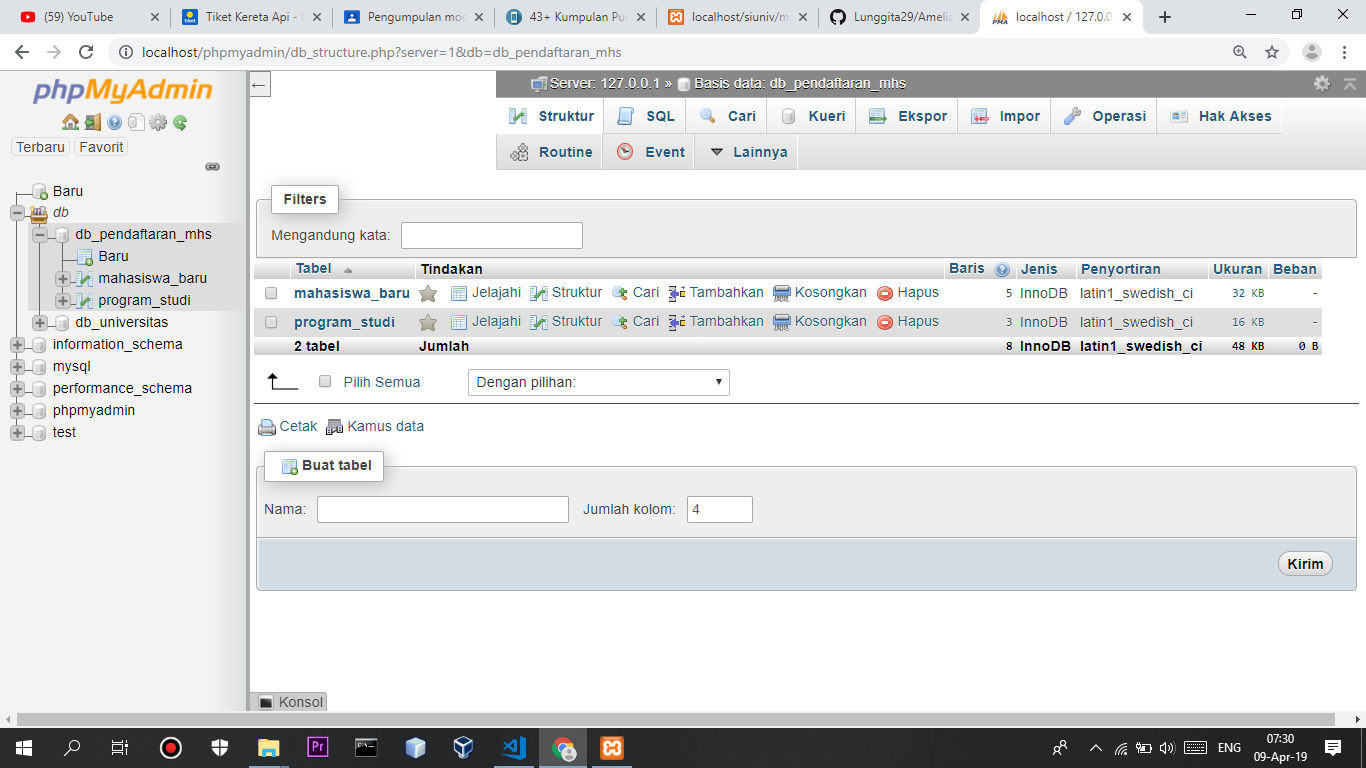 (59) YouTube
Tiket Kereta Api -
Pengumpulan mod
43+ Kumpulan Pui
localhost/siuniv/m
Lunggita29/Amelia
localhost / 127.0.0
localhost/phpmyadmin/db_structure.php?server=1&db=db_pendaftaran_mhs
phpMyAdmin
Terbaru Favorit
Baru
db
db_pendaftaran_mhs
Baru
mahasiswa_baru
program_studi
db_universitas
information_schema
mysql
performance_schema
phpmyadmin
test
Server: 127.0.0.1 » Basis data: db_pendaftaran_mhs
Struktur SQL Cari Kueri Ekspor Impor Operasi Hak Akses
Routine Event Lainnya
Filters
Mengandung kata:
Tabel Tindakan Baris Jenis Penyortiran Ukuran Beban
mahasiswa_baru Jelajahi Struktur Cari Tambahkan Kosongkan Hapus 5 InnoDB latin1_swedish_ci 32 KB -
program_studi Jelajahi Struktur Cari Tambahkan Kosongkan Hapus 3 InnoDB latin1_swedish_ci 16 KB -
2 tabel Jumlah 8 InnoDB latin1_swedish_ci 48 KB 0 B
Pilih Semua Dengan pilihan:
Cetak Kamus data
Buat tabel
Nama: Jumlah kolom: 4
Kirim
Konsol
Pr
ENG
07:30
09-Apr-19